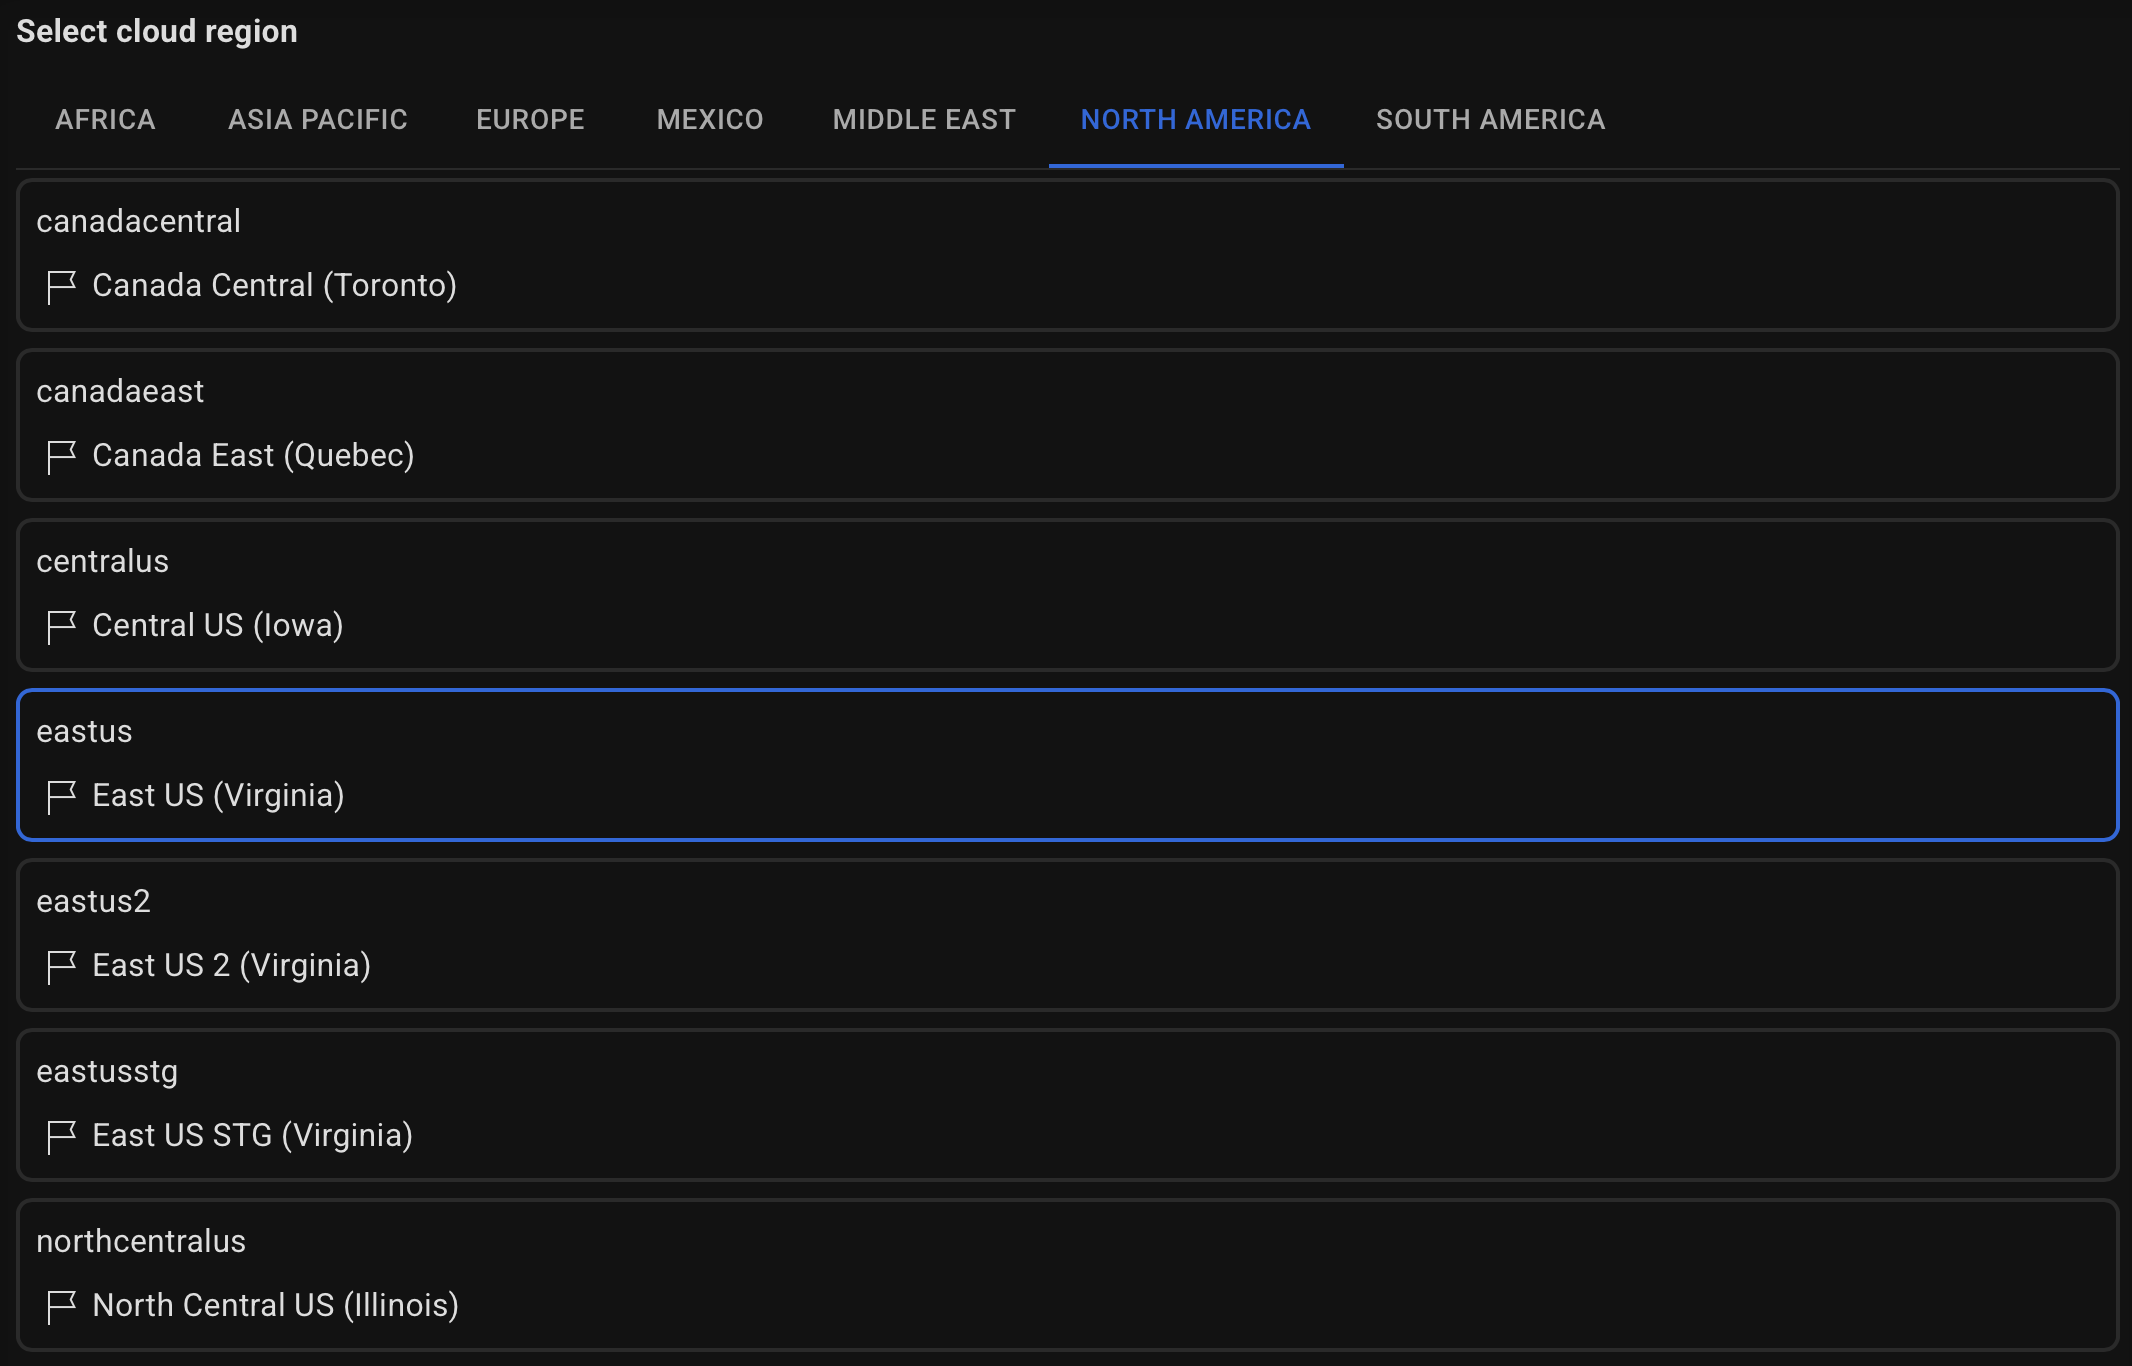 Select cloud region
AFRICA ASIA PACIFIC EUROPE MEXICO MIDDLE EAST NORTH AMERICA SOUTH AMERICA
canadacentral
Canada Central (Toronto)
canadaeast
Canada East (Quebec)
centralus
Central US (Iowa)
eastus
East US (Virginia)
eastus2
East US 2 (Virginia)
eastusstg
East US STG (Virginia)
northcentralus
North Central US (Illinois)